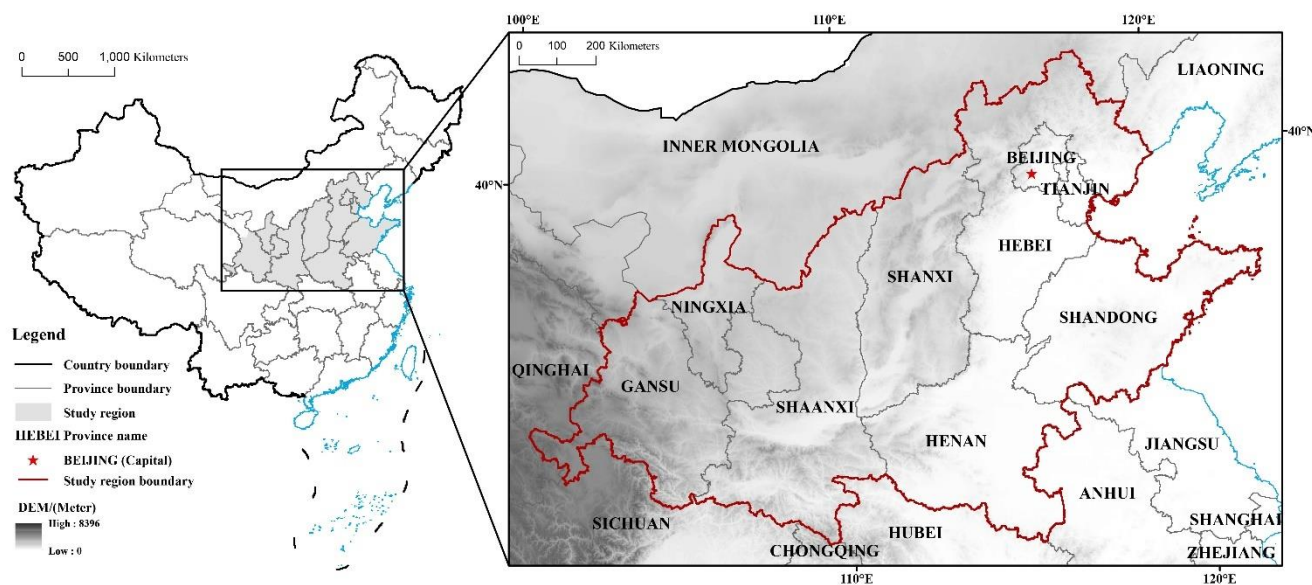 0 500 1,000 Kilometers
40°N
Legend
Country boundary
Province boundary
Study region
HEBEI Province name
BEIJING (Capital)
Study region boundary
DEM/(Meter)
High : 8396
Low : 0
100°E 110°E 120°E
0 100 200 Kilometers
LIAONING
40°N
INNER MONGOLIA
BEIJING
TIANJIN
HEBEI
SHANXI
NINGXIA
SHANDONG
QINGHAI
GANSU
SHAANXI
HENAN
JIANGSU
ANHUI
SICHUAN
HUBEI
SHANGHAI
CHONGQING
ZHEJIANG
110°E 120°E